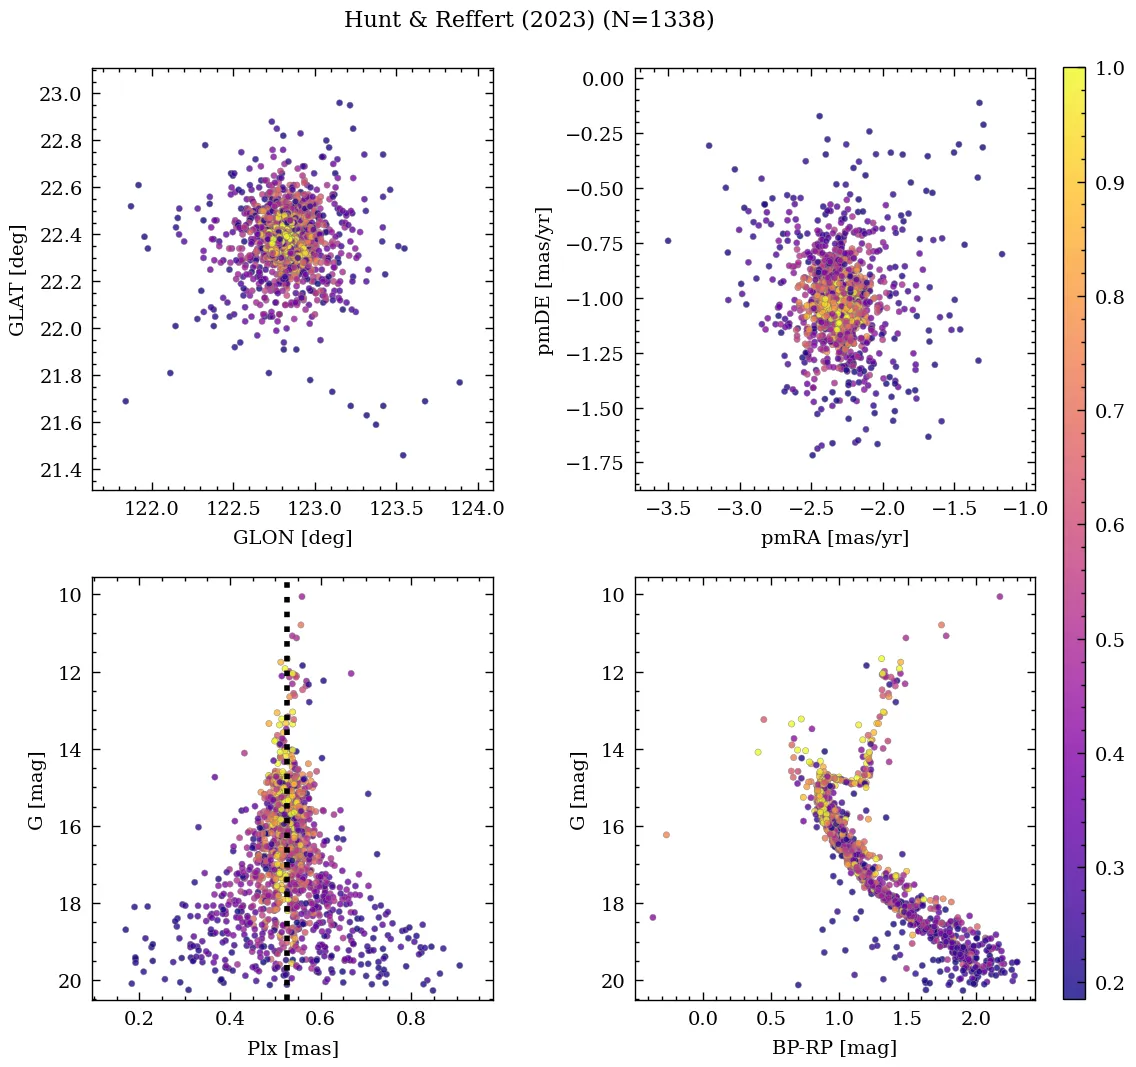 Hunt & Reffert (2023) (N=1338)
23.0
22.8
22.6
22.4
22.2
22.0
21.8
21.6
21.4
GLAT [deg]
122.0 122.5 123.0 123.5 124.0
GLON [deg]
0.00
−0.25
−0.50
−0.75
−1.00
−1.25
−1.50
−1.75
pmDE [mas/yr]
−3.5 −3.0 −2.5 −2.0 −1.5 −1.0
pmRA [mas/yr]
10
12
14
16
18
20
G [mag]
0.2 0.4 0.6 0.8
Plx [mas]
10
12
14
16
18
20
G [mag]
0.0 0.5 1.0 1.5 2.0
BP-RP [mag]
1.0
0.9
0.8
0.7
0.6
0.5
0.4
0.3
0.2